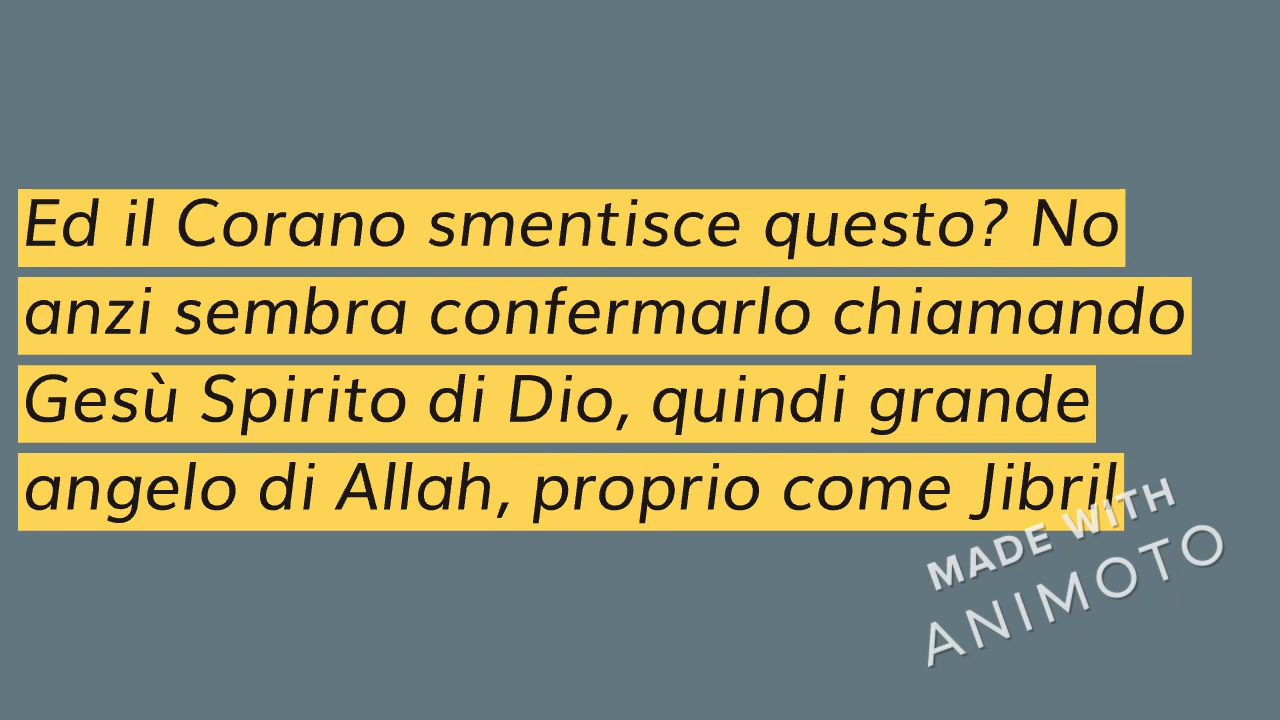 Ed il Corano smentisce questo? No
anzi sembra confermarlo chiamando
Gesù Spirito di Dio, quindi grande
angelo di Allah, proprio come Jibril
MADE WITH
ANIMOTO